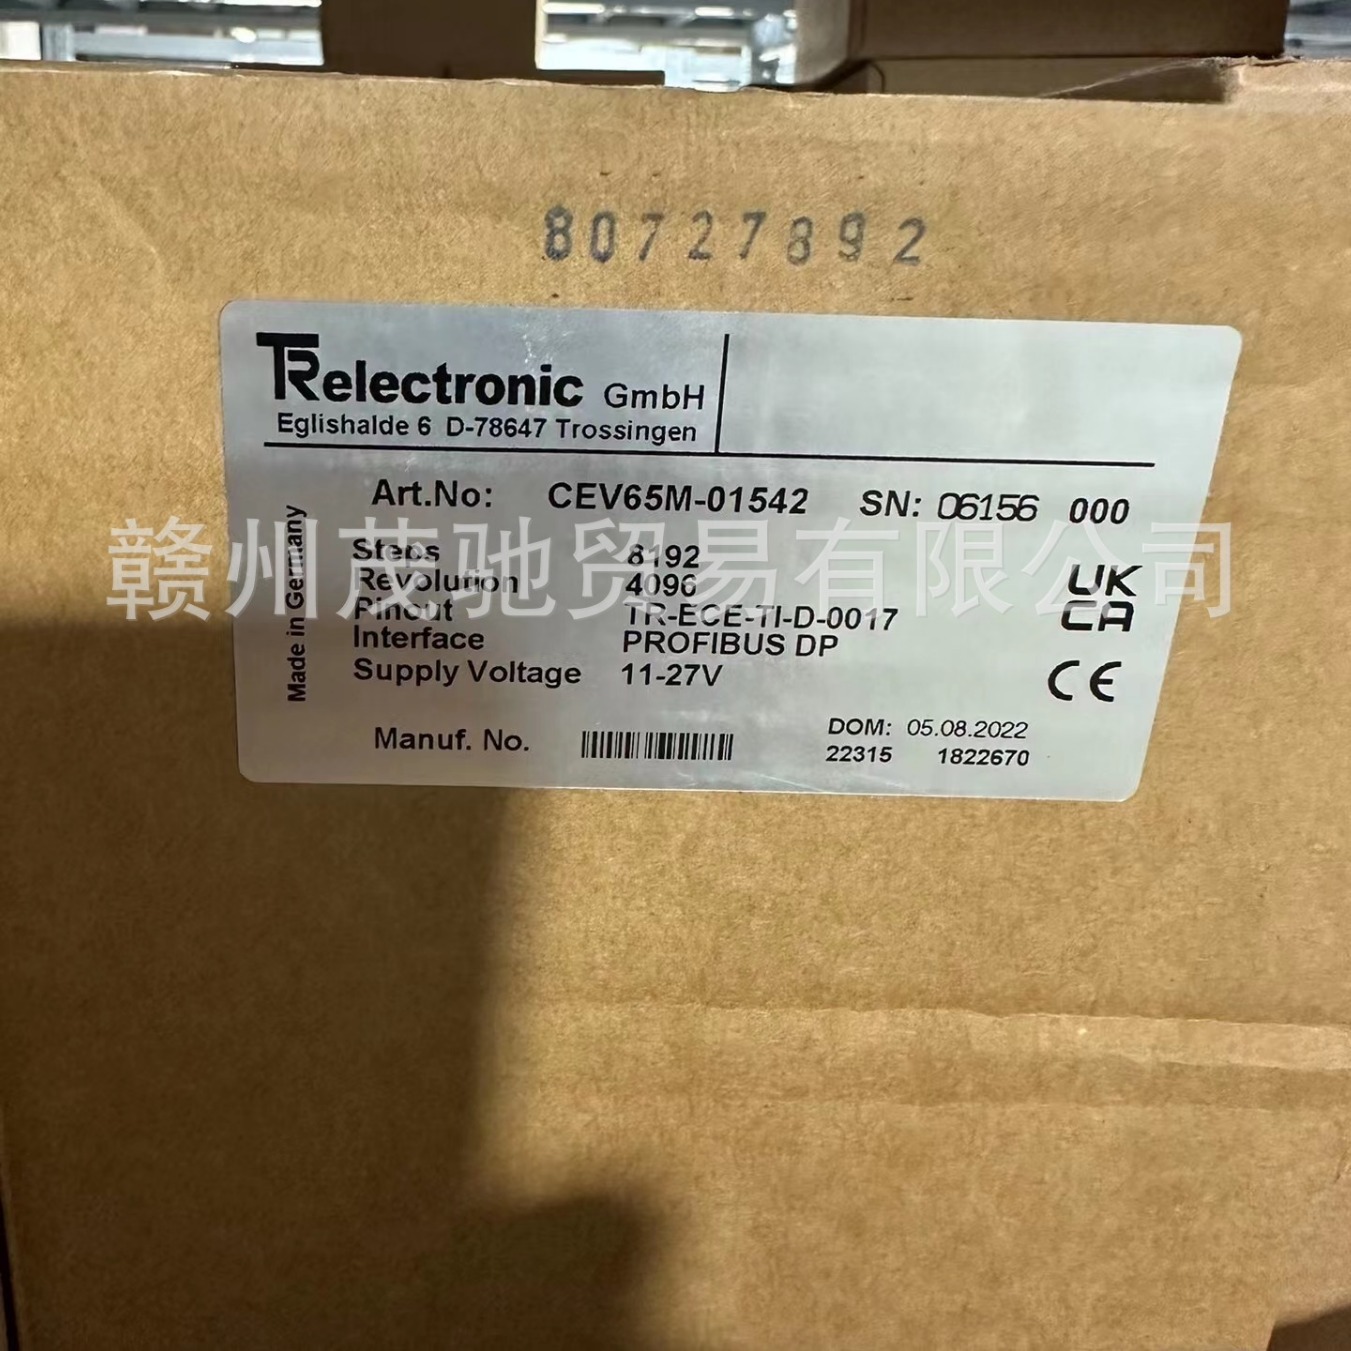 80727892
TRelectronic GmbH
Eglishalde 6 D-78647 Trossingen
Art.No: CEV65M-01542 SN: 06156 000
Made in Germany
Steps 8192
Revolution 4096
Pinout TR-ECE-TI-D-0017
Interface PROFIBUS DP
Supply Voltage 11-27V
UK
CA
CE
Manuf. No.
DOM: 05.08.2022
22315 1822670
赣州茂驰贸易有限公司